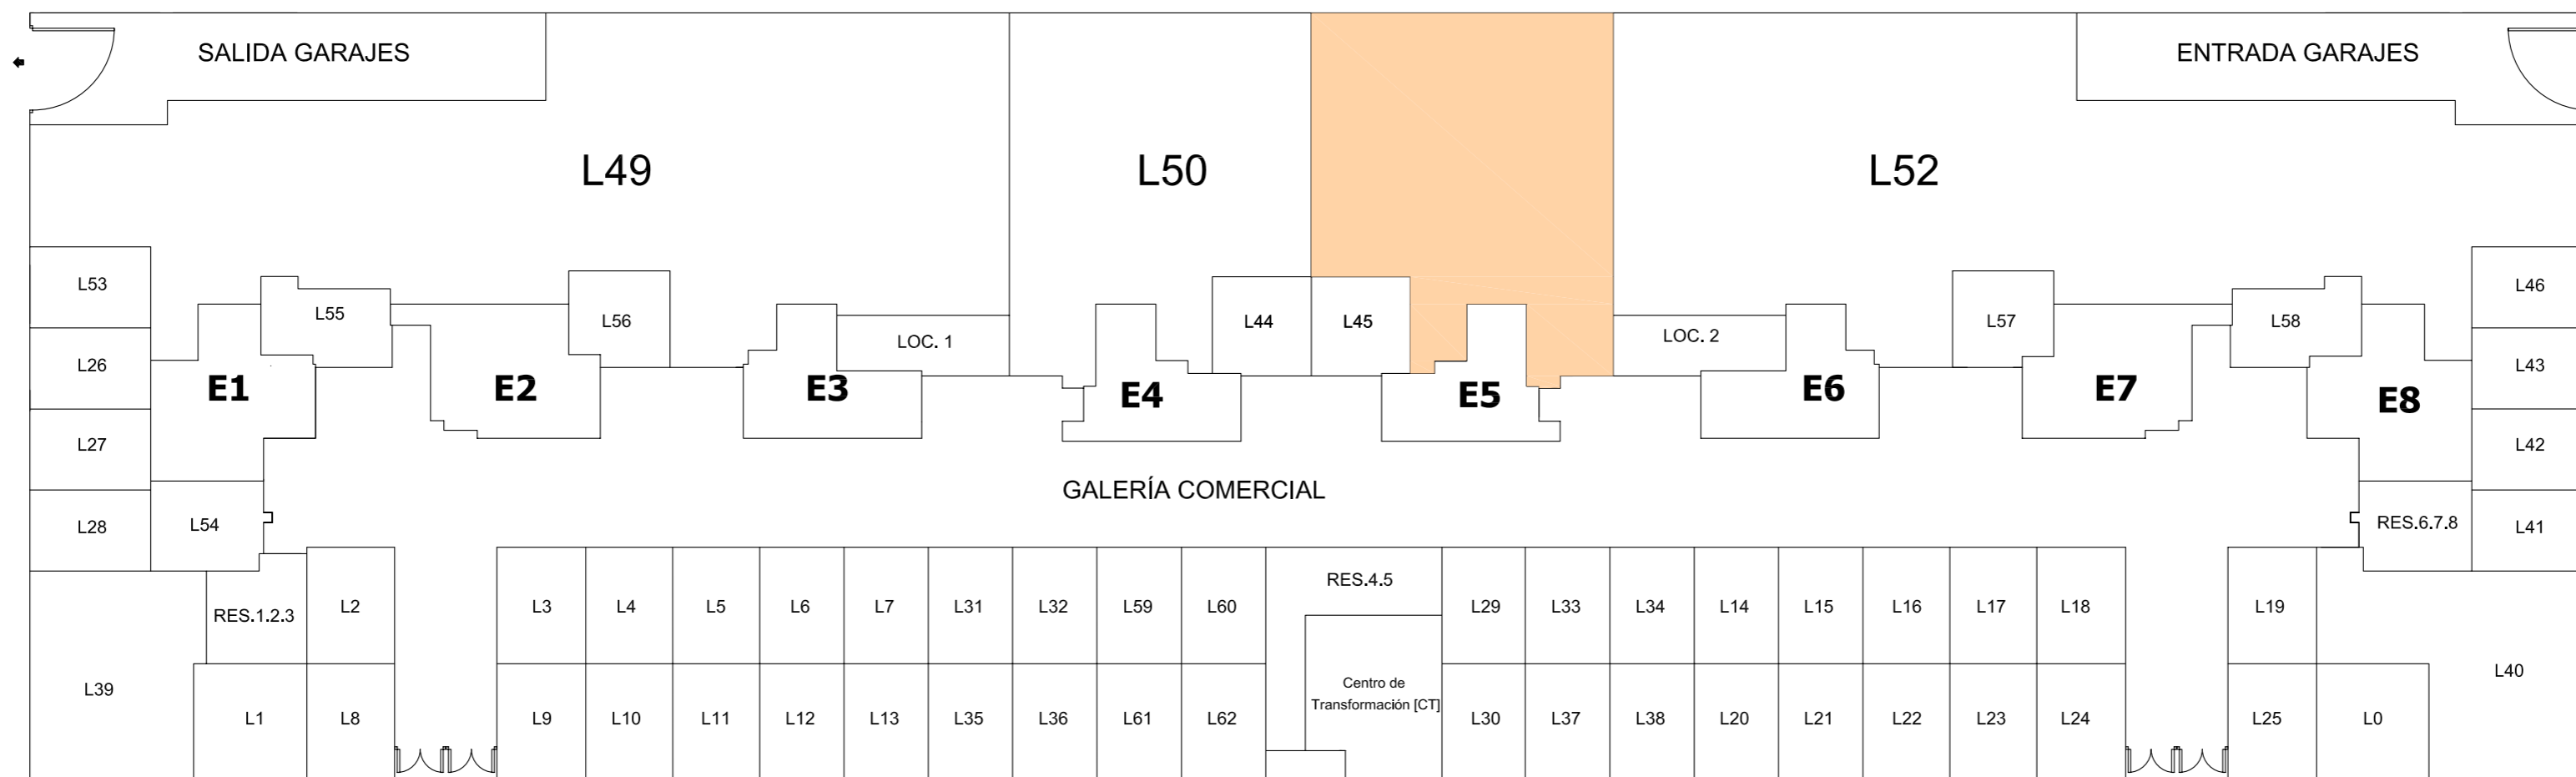 SALIDA GARAJES
ENTRADA GARAJES
L49
L50
L52
L53
L55
L56
LOC. 1
L44
L45
LOC. 2
L57
L58
L46
L26
L43
E1
E2
E3
E4
E5
E6
E7
E8
L27
L42
GALERÍA COMERCIAL
L28
L54
RES.6.7.8
L41
RES.1.2.3
L2
L3
L4
L5
L6
L7
L31
L32
L59
L60
RES.4.5
L29
L33
L34
L14
L15
L16
L17
L18
L19
L39
L40
L1
L8
L9
L10
L11
L12
L13
L35
L36
L61
L62
Centro de
Transformación [CT]
L30
L37
L38
L20
L21
L22
L23
L24
L25
L0